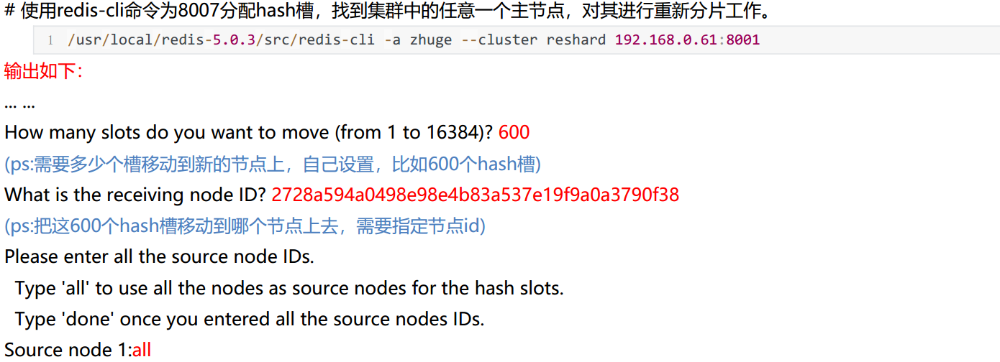 # 使用redis-cli命令为8007分配hash槽，找到集群中的任意一个主节点，对其进行重新分片工作。
1 /usr/local/redis-5.0.3/src/redis-cli -a zhuge --cluster reshard 192.168.0.61:8001
输出如下：
... ...
How many slots do you want to move (from 1 to 16384)? 600
(ps:需要多少个槽移动到新的节点上，自己设置，比如600个hash槽)
What is the receiving node ID? 2728a594a0498e98e4b83a537e19f9a0a3790f38
(ps:把这600个hash槽移动到哪个节点上去，需要指定节点id)
Please enter all the source node IDs.
Type 'all' to use all the nodes as source nodes for the hash slots.
Type 'done' once you entered all the source nodes IDs.
Source node 1:all